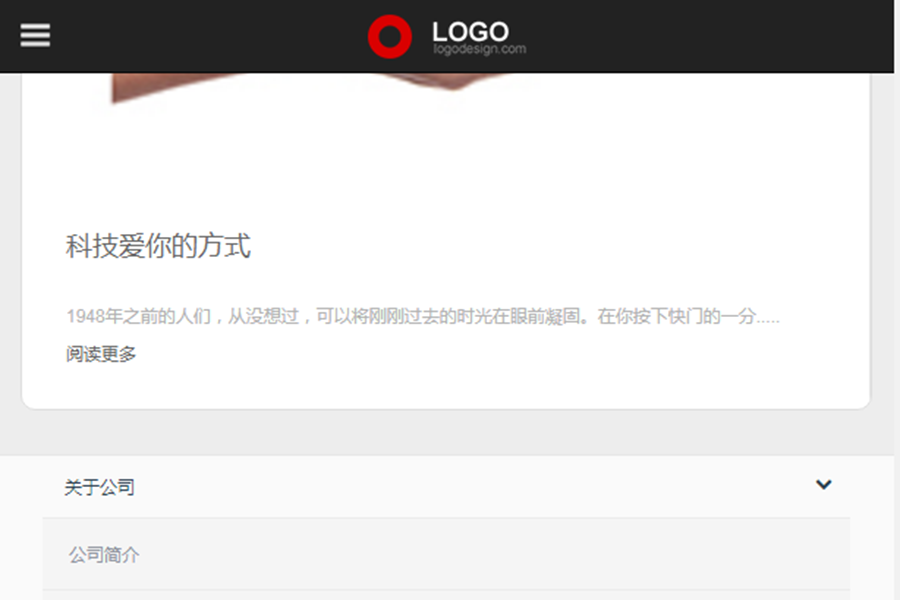 LOGO
logodesign.com
科技爱你的方式
1948年之前的人们，从没想过，可以将刚刚过去的时光在眼前凝固。在你按下快门的一分.....
阅读更多
关于公司
公司简介